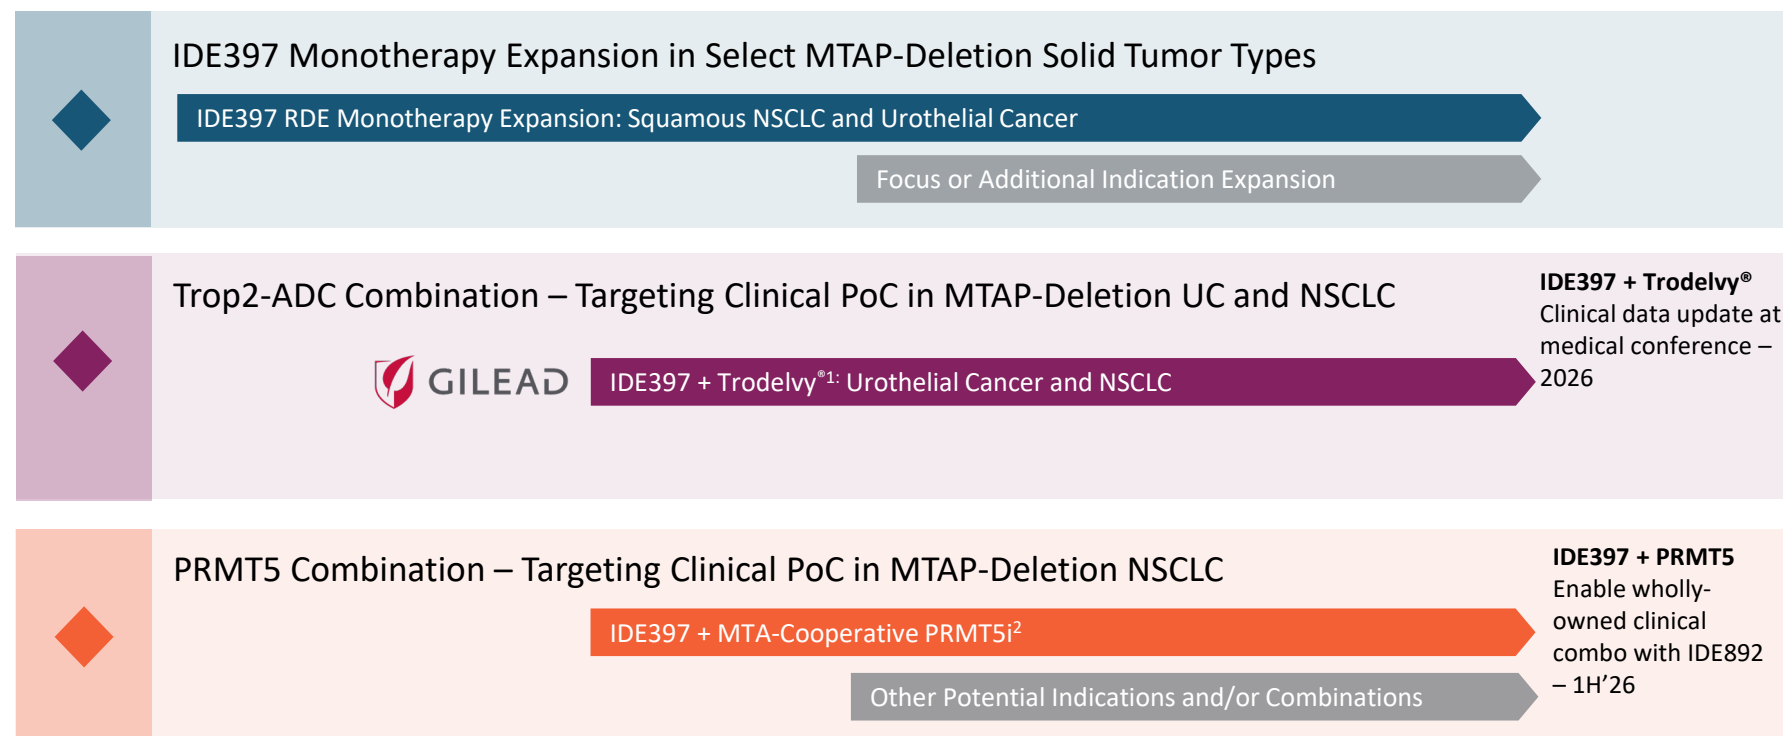 IDE397 Monotherapy Expansion in Select MTAP-Deletion Solid Tumor Types
IDE397 RDE Monotherapy Expansion: Squamous NSCLC and Urothelial Cancer
Focus or Additional Indication Expansion
Trop2-ADC Combination – Targeting Clinical PoC in MTAP-Deletion UC and NSCLC
GILEAD
IDE397 + Trodelvy®¹: Urothelial Cancer and NSCLC
IDE397 + Trodelvy®
Clinical data update at
medical conference –
2026
PRMT5 Combination – Targeting Clinical PoC in MTAP-Deletion NSCLC
IDE397 + MTA-Cooperative PRMT5i²
Other Potential Indications and/or Combinations
IDE397 + PRMT5
Enable wholly-
owned clinical
combo with IDE892
– 1H’26